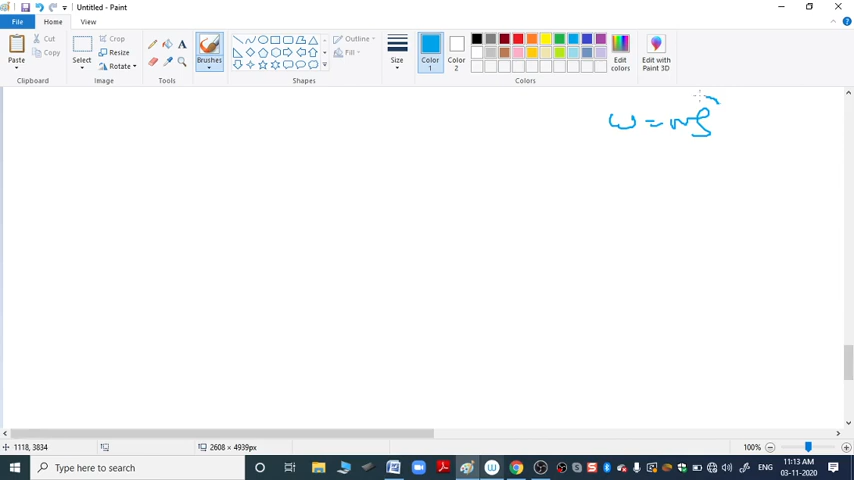 Untitled - Paint
File
Home
View
Paste
Cut
Copy
Clipboard
Select
Crop
Resize
Rotate
Image
A
Tools
Brushes
Outline
Fill
Shapes
Size
Color
1
Color
2
Edit
colors
Colors
Edit with
Paint 3D
ω = mg
1118, 3834
2608 × 4939px
100%
Type here to search
ENG
11:13 AM
03-11-2020